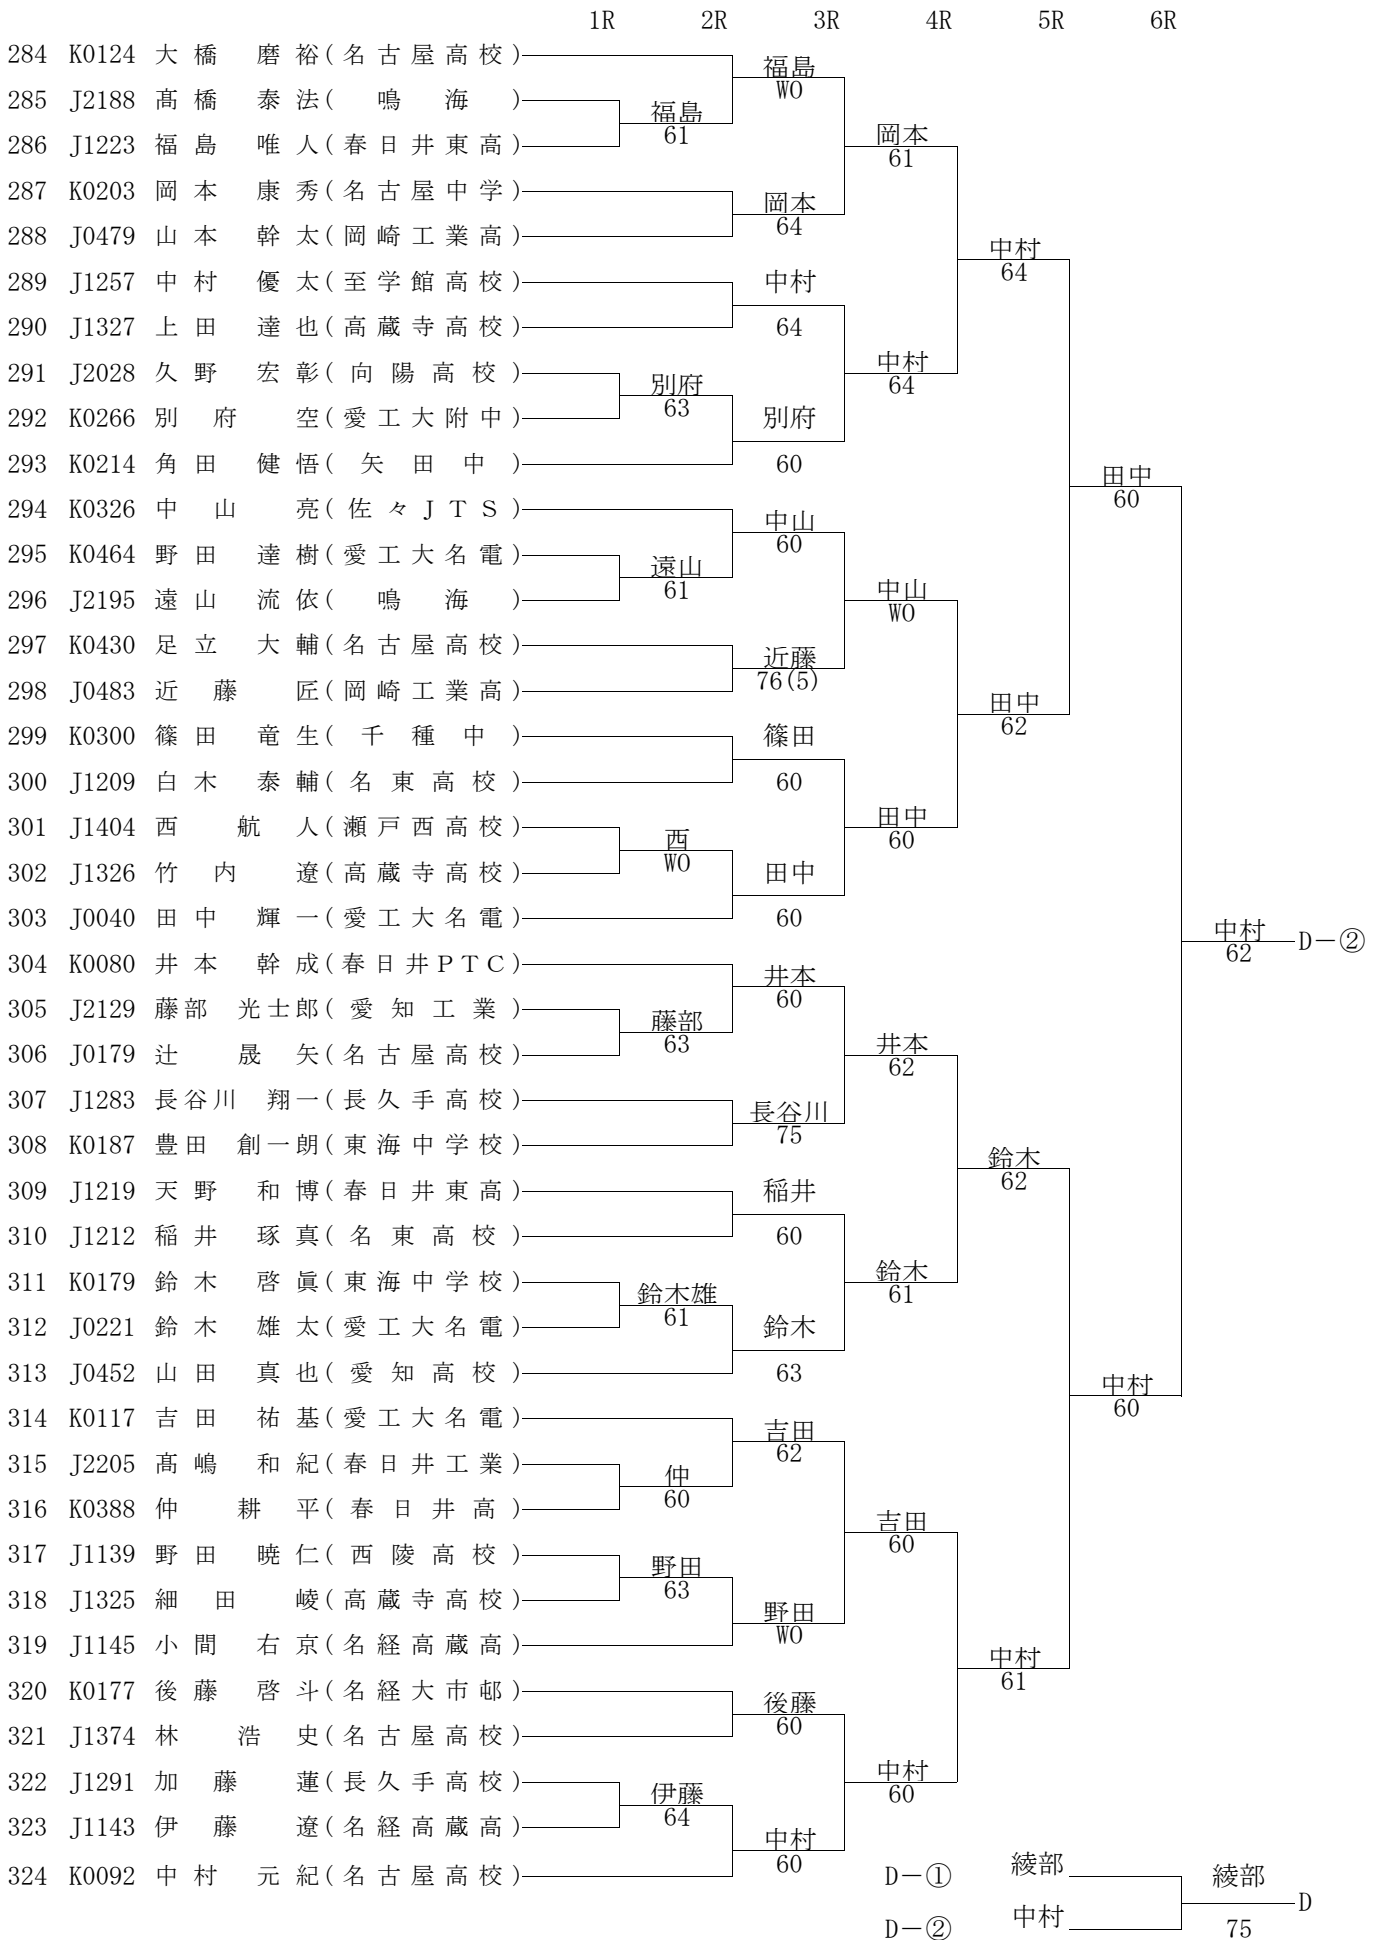 1R 2R 3R 4R 5R 6R
284 K0124 大橋 磨裕(名古屋高校) 福島
WO
285 J2188 髙橋 泰法( 鳴海 ) 福島
61
286 J1223 福島 唯人(春日井東高) 岡本
61
287 K0203 岡本 康秀(名古屋中学) 岡本
64
288 J0479 山本 幹太(岡崎工業高) 中村
64
289 J1257 中村 優太(至学館高校) 中村
290 J1327 上田 達也(高蔵寺高校) 64
291 J2028 久野 宏彰(向陽高校) 別府 中村
63 64
292 K0266 別府 空(愛工大附中) 別府
293 K0214 角田 健悟(矢田中) 60 田中
60
294 K0326 中山 亮(佐々JTS) 中山
60
295 K0464 野田 達樹(愛工大名電) 遠山
61
296 J2195 遠山 流依( 鳴海 ) 中山
WO
297 K0430 足立 大輔(名古屋高校) 近藤
76(5)
298 J0483 近藤 匠(岡崎工業高) 田中
62
299 K0300 篠田 竜生(千種中) 篠田
300 J1209 白木 泰輔(名東高校) 60
301 J1404 西 航人(瀬戸西高校) 西 田中
WO 60
302 J1326 竹内 遼(高蔵寺高校) 田中
303 J0040 田中 輝一(愛工大名電) 60 中村 D－②
62
304 K0080 井本 幹成(春日井PTC) 井本
60
305 J2129 藤部 光士郎(愛知工業) 藤部
63
306 J0179 辻 晟矢(名古屋高校) 井本
62
307 J1283 長谷川 翔一(長久手高校) 長谷川
75
308 K0187 豊田 創一朗(東海中学校) 鈴木
62
309 J1219 天野 和博(春日井東高) 稲井
310 J1212 稲井 琢真(名東高校) 60
311 K0179 鈴木 啓眞(東海中学校) 鈴木雄 鈴木
61 61
312 J0221 鈴木 雄太(愛工大名電) 鈴木
313 J0452 山田 真也(愛知高校) 63 中村
60
314 K0117 吉田 祐基(愛工大名電) 吉田
62
315 J2205 髙嶋 和紀(春日井工業) 仲
60
316 K0388 仲 耕平(春日井高) 吉田
60
317 J1139 野田 暁仁(西陵高校) 野田
63
318 J1325 細田 崚(高蔵寺高校) 野田
WO
319 J1145 小間 右京(名経高蔵高) 中村
61
320 K0177 後藤 啓斗(名経大市邨) 後藤
60
321 J1374 林 浩史(名古屋高校) 中村
60
322 J1291 加藤 蓮(長久手高校) 伊藤
64
323 J1143 伊藤 遼(名経高蔵高) 中村
60
324 K0092 中村 元紀(名古屋高校) D－① 綾部 綾部
D
D－② 中村 75